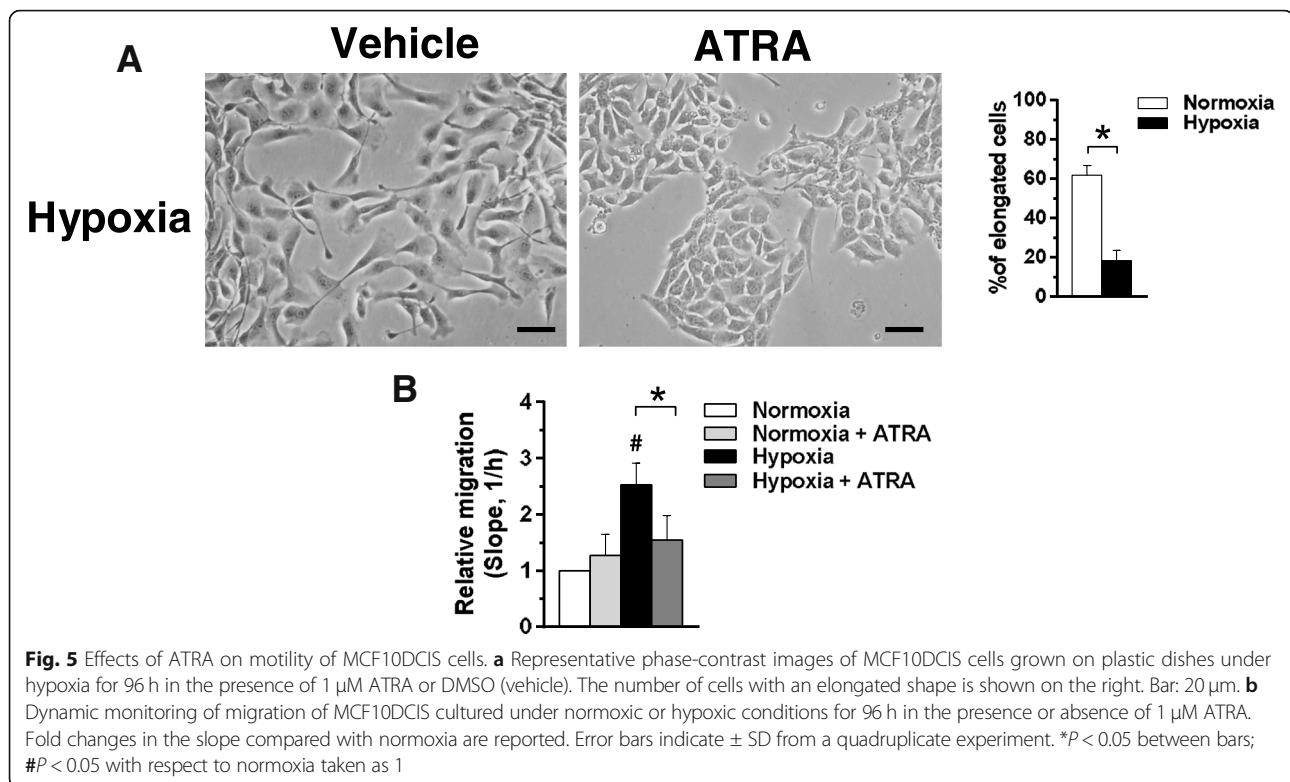 Vehicle
ATRA
A
Hypoxia
%of elongated cells
100
80
60
40
20
0
*
Normoxia
Hypoxia
B
Relative migration
(Slope, 1/h)
4
3
2
1
0
#
*
Normoxia
Normoxia + ATRA
Hypoxia
Hypoxia + ATRA
Fig. 5 Effects of ATRA on motility of MCF10DCIS cells. a Representative phase-contrast images of MCF10DCIS cells grown on plastic dishes under
hypoxia for 96 h in the presence of 1 μM ATRA or DMSO (vehicle). The number of cells with an elongated shape is shown on the right. Bar: 20 μm. b
Dynamic monitoring of migration of MCF10DCIS cultured under normoxic or hypoxic conditions for 96 h in the presence or absence of 1 μM ATRA.
Fold changes in the slope compared with normoxia are reported. Error bars indicate ± SD from a quadruplicate experiment. *P < 0.05 between bars;
#P < 0.05 with respect to normoxia taken as 1